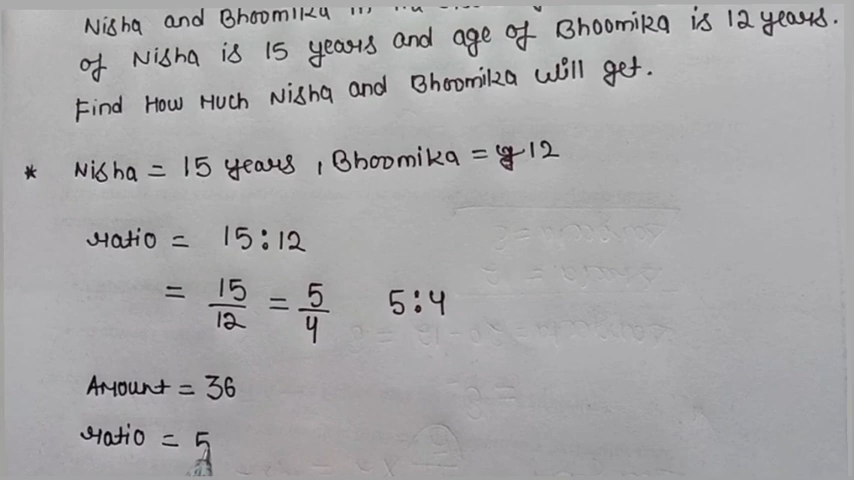 Nisha and Bhoomika in
of Nisha is 15 years and age of Bhoomika is 12 years.
Find How Much Nisha and Bhoomika will get.
* Nisha = 15 years, Bhoomika = 12
ratio = 15:12
= 15/12 = 5/4 5:4
Amount = 36
ratio = 5